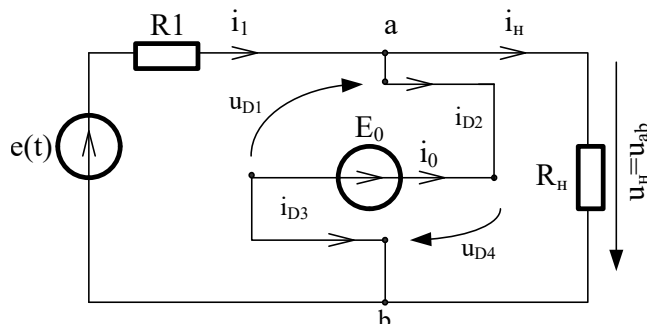 R1
i₁
a
iн
e(t)
uD1
E₀
i₀
iD2
iD3
uD4
Rн
uн=uab
b